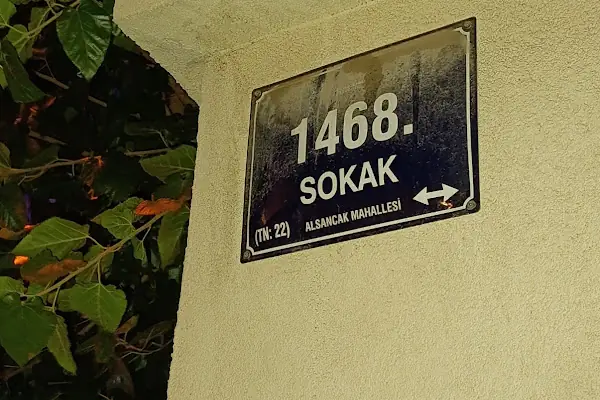 1468.
SOKAK
(TN: 22) ALSANCAK MAHALLESİ